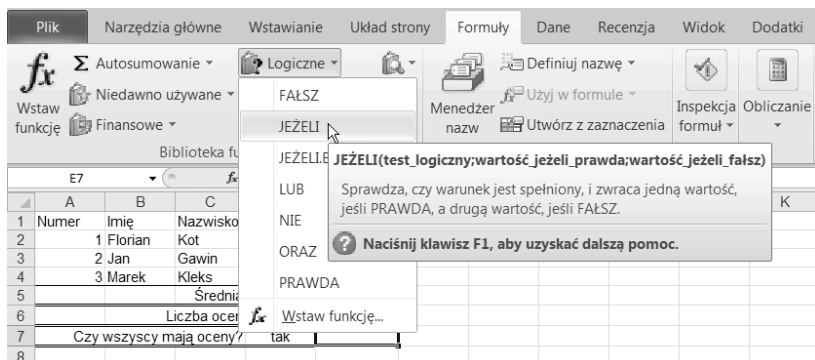 Plik Narzędzia główne Wstawianie Układ strony Formuły Dane Recenzja Widok Dodatki
fx Wstaw funkcję
Σ Autosumowanie
Niedawno używane
Finansowe
Logiczne
Menedżer nazw
Definiuj nazwę
Użyj w formule
Utwórz z zaznaczenia
Inspekcja formuł
Obliczanie
Biblioteka fu
FAŁSZ
JEŻELI
JEŻELI.B
LUB
NIE
ORAZ
PRAWDA
fx Wstaw funkcję...
JEŻELI(test_logiczny;wartość_jeżeli_prawda;wartość_jeżeli_fałsz)
Sprawdza, czy warunek jest spełniony, i zwraca jedną wartość,
jeśli PRAWDA, a drugą wartość, jeśli FAŁSZ.
Naciśnij klawisz F1, aby uzyskać dalszą pomoc.
E7
A B C K
1 Numer Imię Nazwisko
2 1 Florian Kot
3 2 Jan Gawin
4 3 Marek Kleks
5 Średnia
6 Liczba ocen
7 Czy wszyscy mają oceny? tak
8